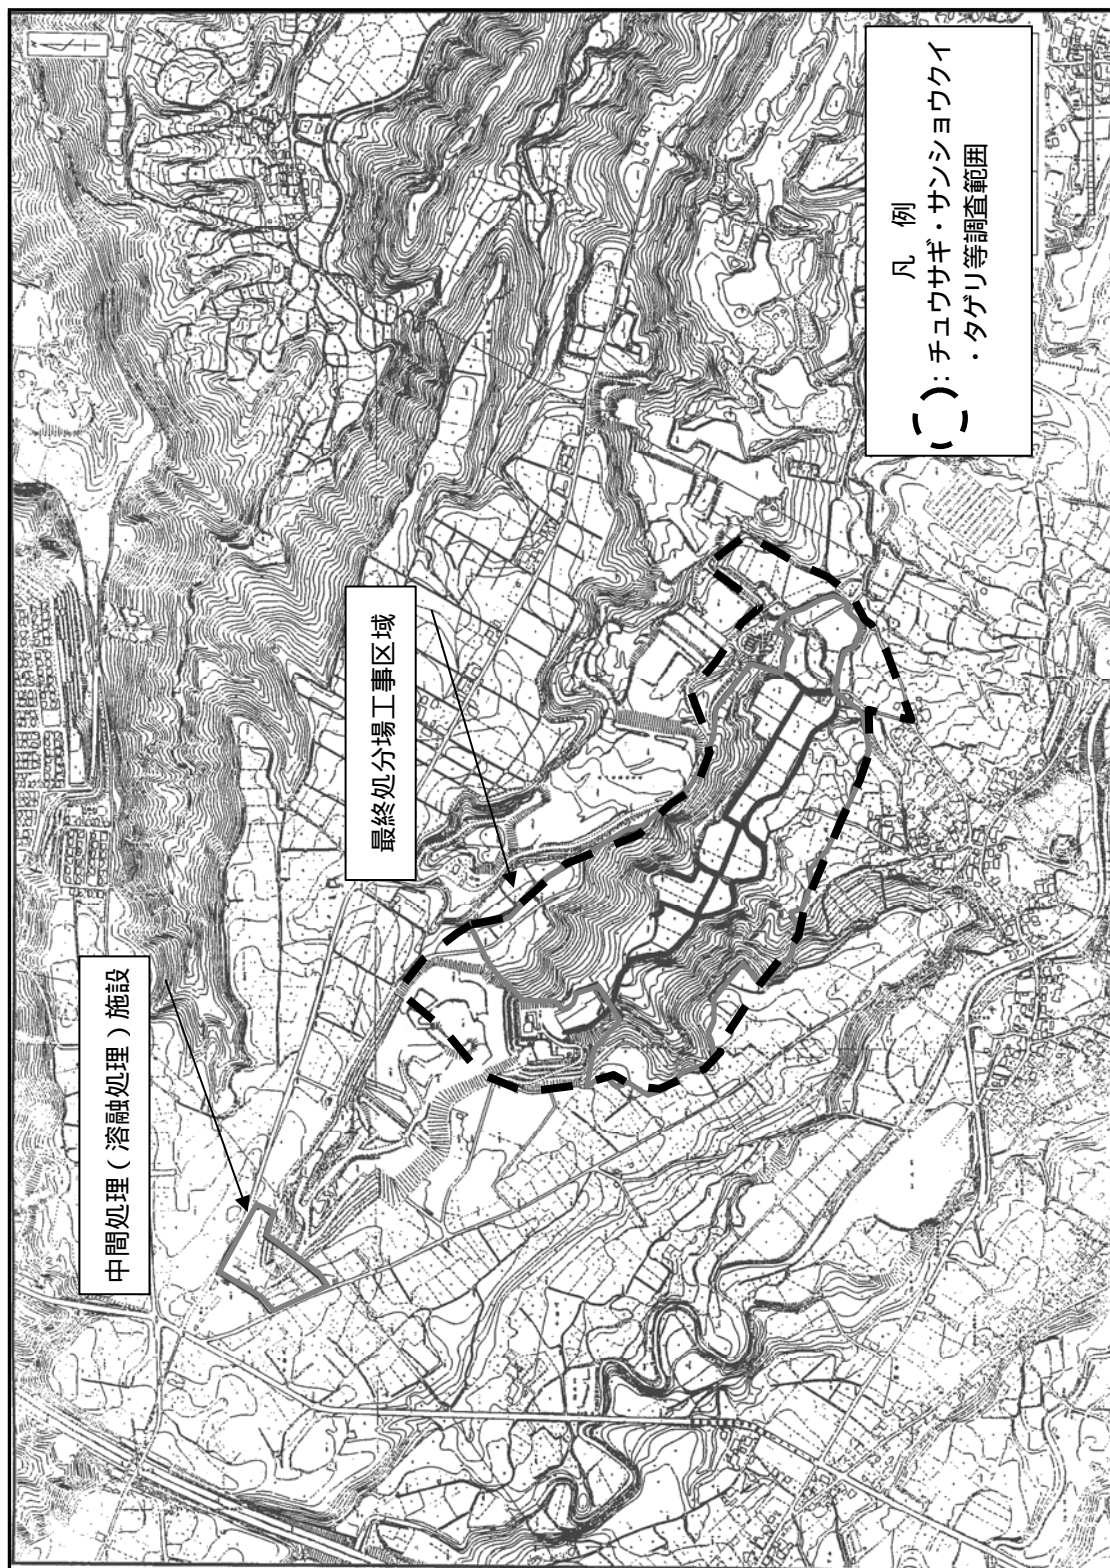 中間処理（溶融処理）施設
最終処分場工事区域
凡　例
：チュウサギ・サンショウクイ
・タゲリ等調査範囲